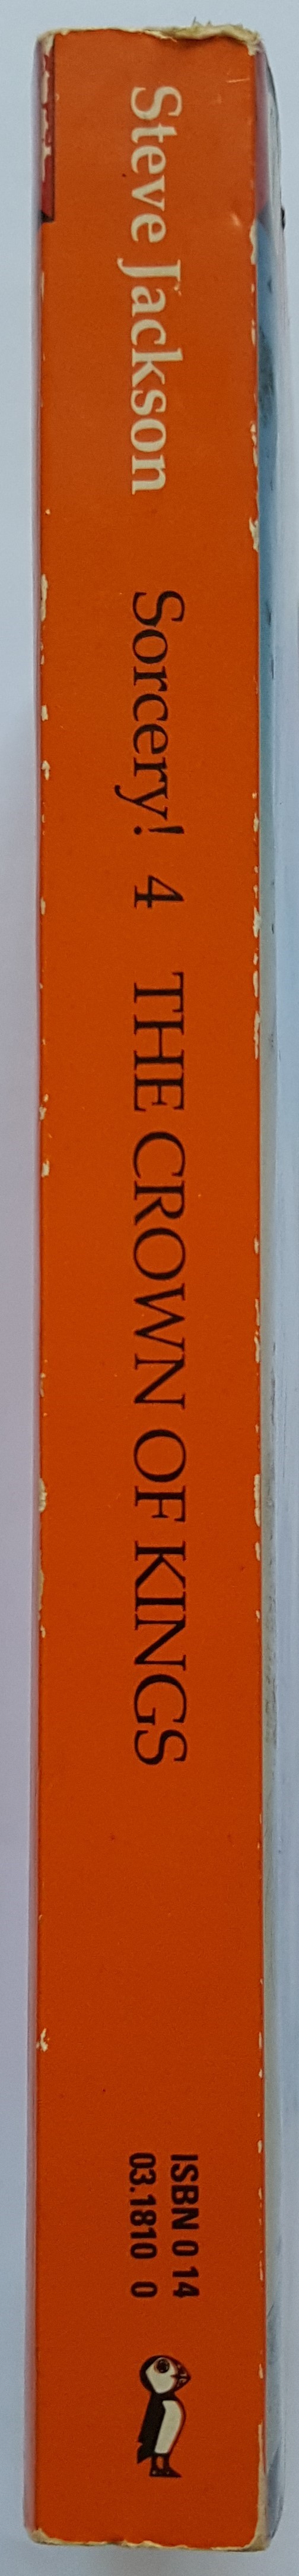 Steve Jackson Sorcery! 4 THE CROWN OF KINGS
ISBN 0 14
03.1810 0